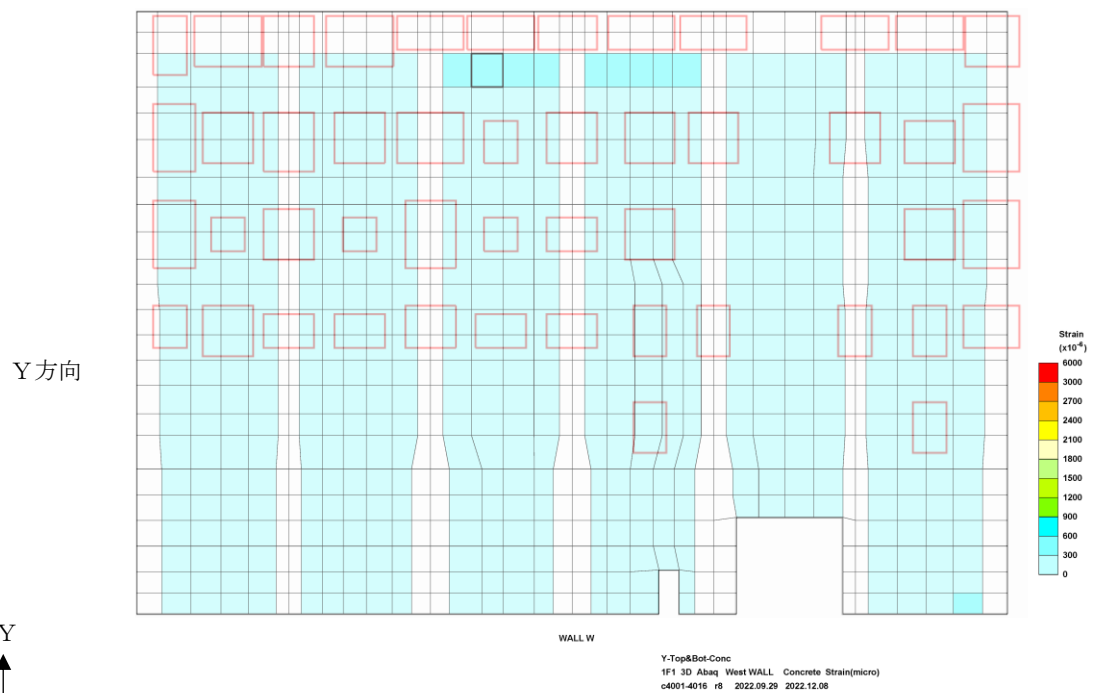 Y方向
Strain
(x10⁻⁶)
6000
3000
2700
2400
2100
1800
1500
1200
900
600
300
0
Y
WALL W
Y-Top&Bot-Conc
1F1 3D Abaq West WALL Concrete Strain(micro)
c4001-4016 r8 2022.09.29 2022.12.08